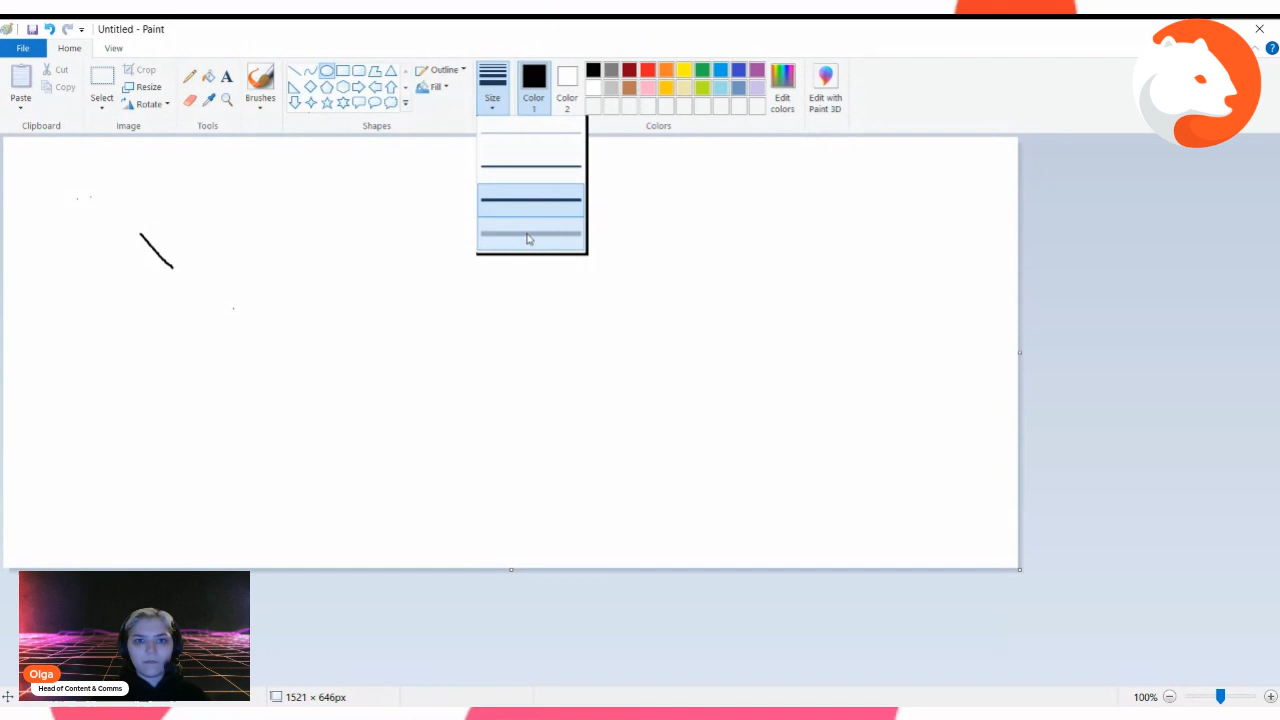 Untitled - Paint
File
Home
View
Paste
Cut
Copy
Clipboard
Select
Crop
Resize
Rotate
Image
A
Tools
Brushes
Outline
Fill
Shapes
Size
Color
1
Color
2
Edit
colors
Edit with
Paint 3D
Colors
Olga
Head of Content & Comms
1521 × 646px
100%